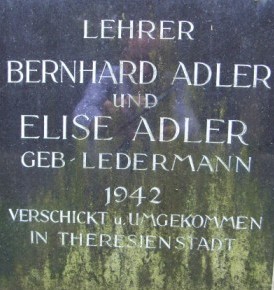 LEHRER
BERNHARD ADLER
UND
ELISE ADLER
GEB·LEDERMANN
1942
VERSCHICKT u. UMGEKOMMEN
IN THERESIENSTADT